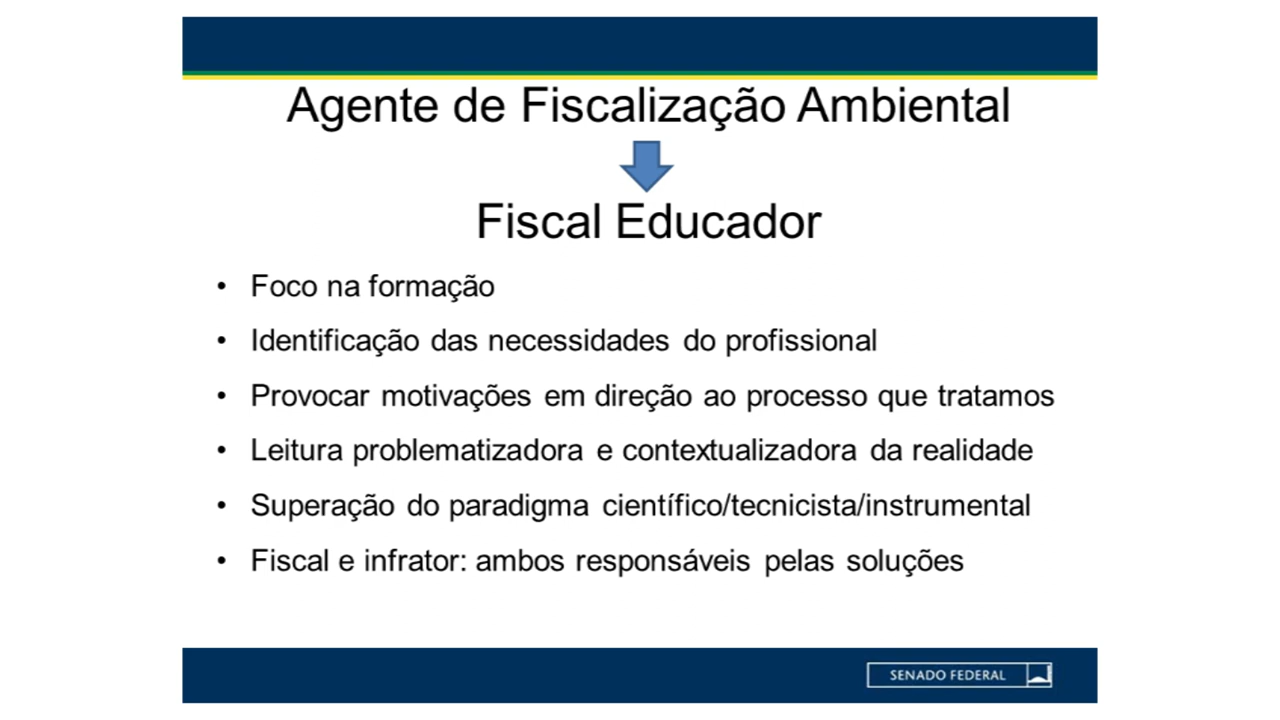 Agente de Fiscalização Ambiental
Fiscal Educador
• Foco na formação
• Identificação das necessidades do profissional
• Provocar motivações em direção ao processo que tratamos
• Leitura problematizadora e contextualizadora da realidade
• Superação do paradigma científico/tecnicista/instrumental
• Fiscal e infrator: ambos responsáveis pelas soluções
SENADO FEDERAL